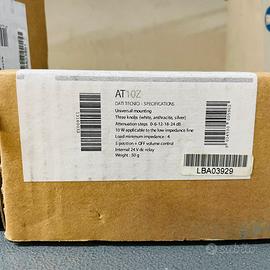 AT10Z
DATI TECNICI - SPECIFICATIONS
Universal mounting
Three knobs (white, anthracite, silver)
Attenuation steps 0-6-12-18-24 dB
10 W applicable to the low impedance line
Load minimum impedance : 4
5 position + OFF volume control
Internal 24 V dc relay
Weight : 50 g
LBA03929